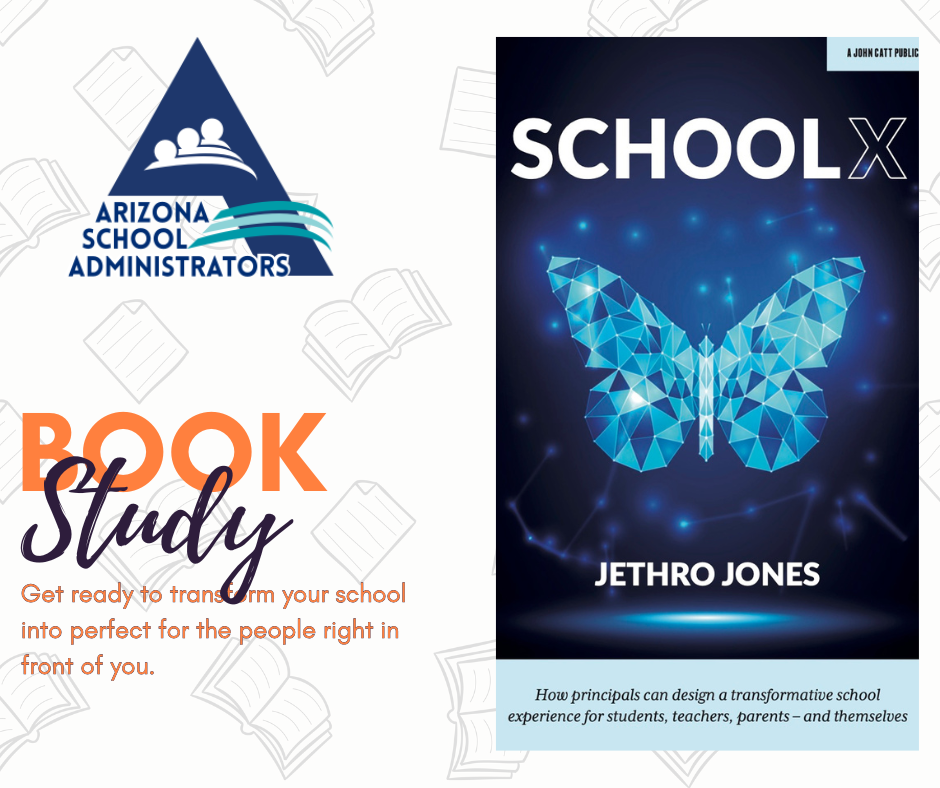 ARIZONA
SCHOOL
ADMINISTRATORS
BOOK
Study
Get ready to transform your school
into perfect for the people right in
front of you.
A JOHN CATT PUBLIC
SCHOOL X
JETHRO JONES
How principals can design a transformative school
experience for students, teachers, parents – and themselves